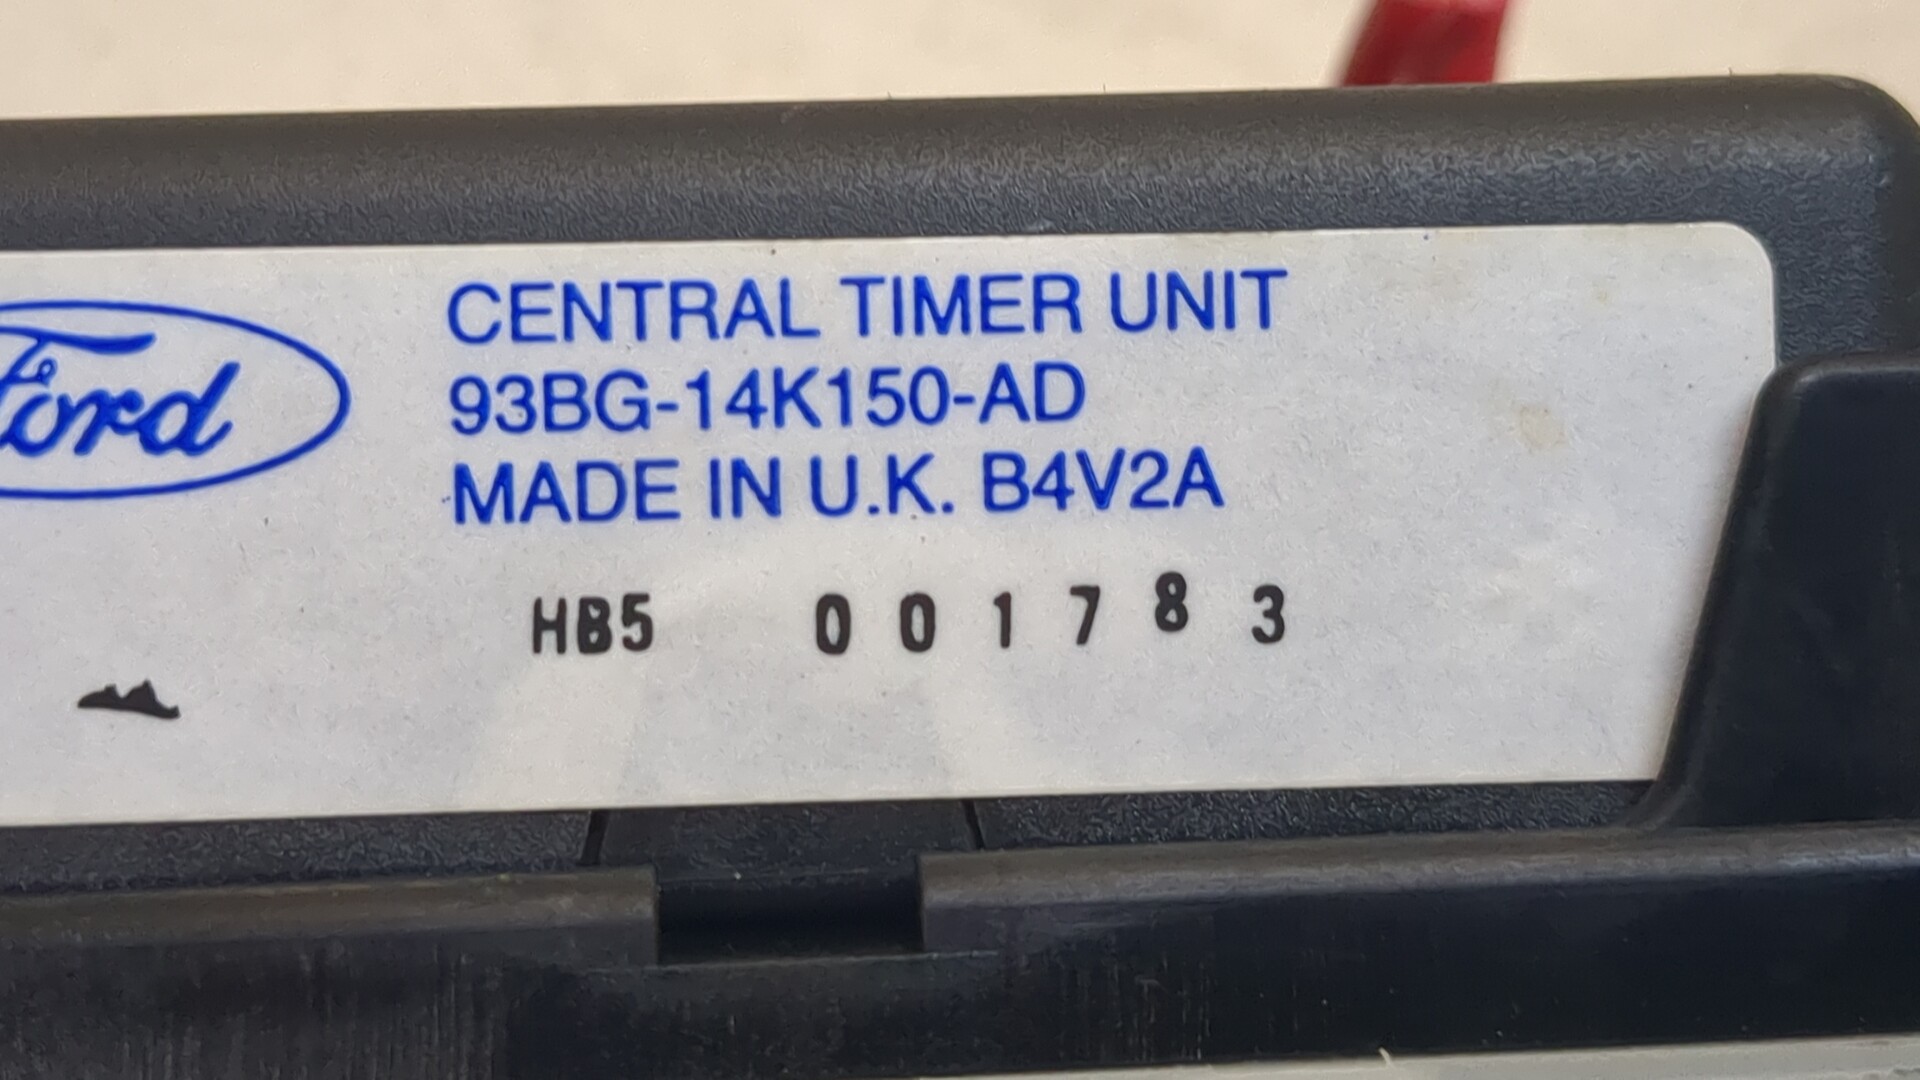 Ford
CENTRAL TIMER UNIT
93BG-14K150-AD
MADE IN U.K. B4V2A
HB5 001783